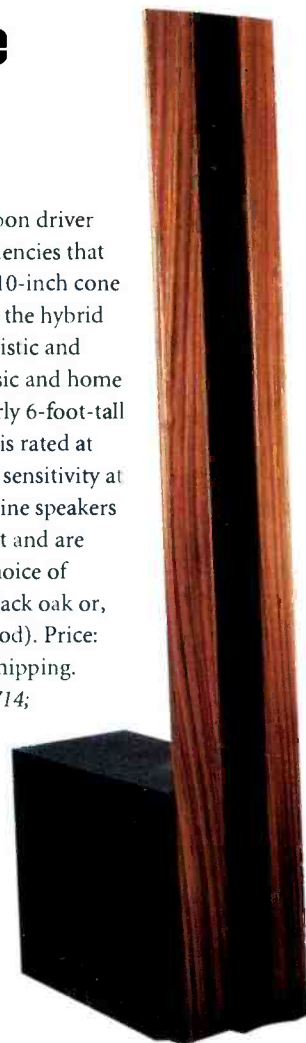 e
bon driver
encies that
10-inch cone
the hybrid
istic and
sic and home
rly 6-foot-tall
is rated at
sensitivity at
ine speakers
t and are
hoice of
ack oak or,
od). Price:
hipping.
714;